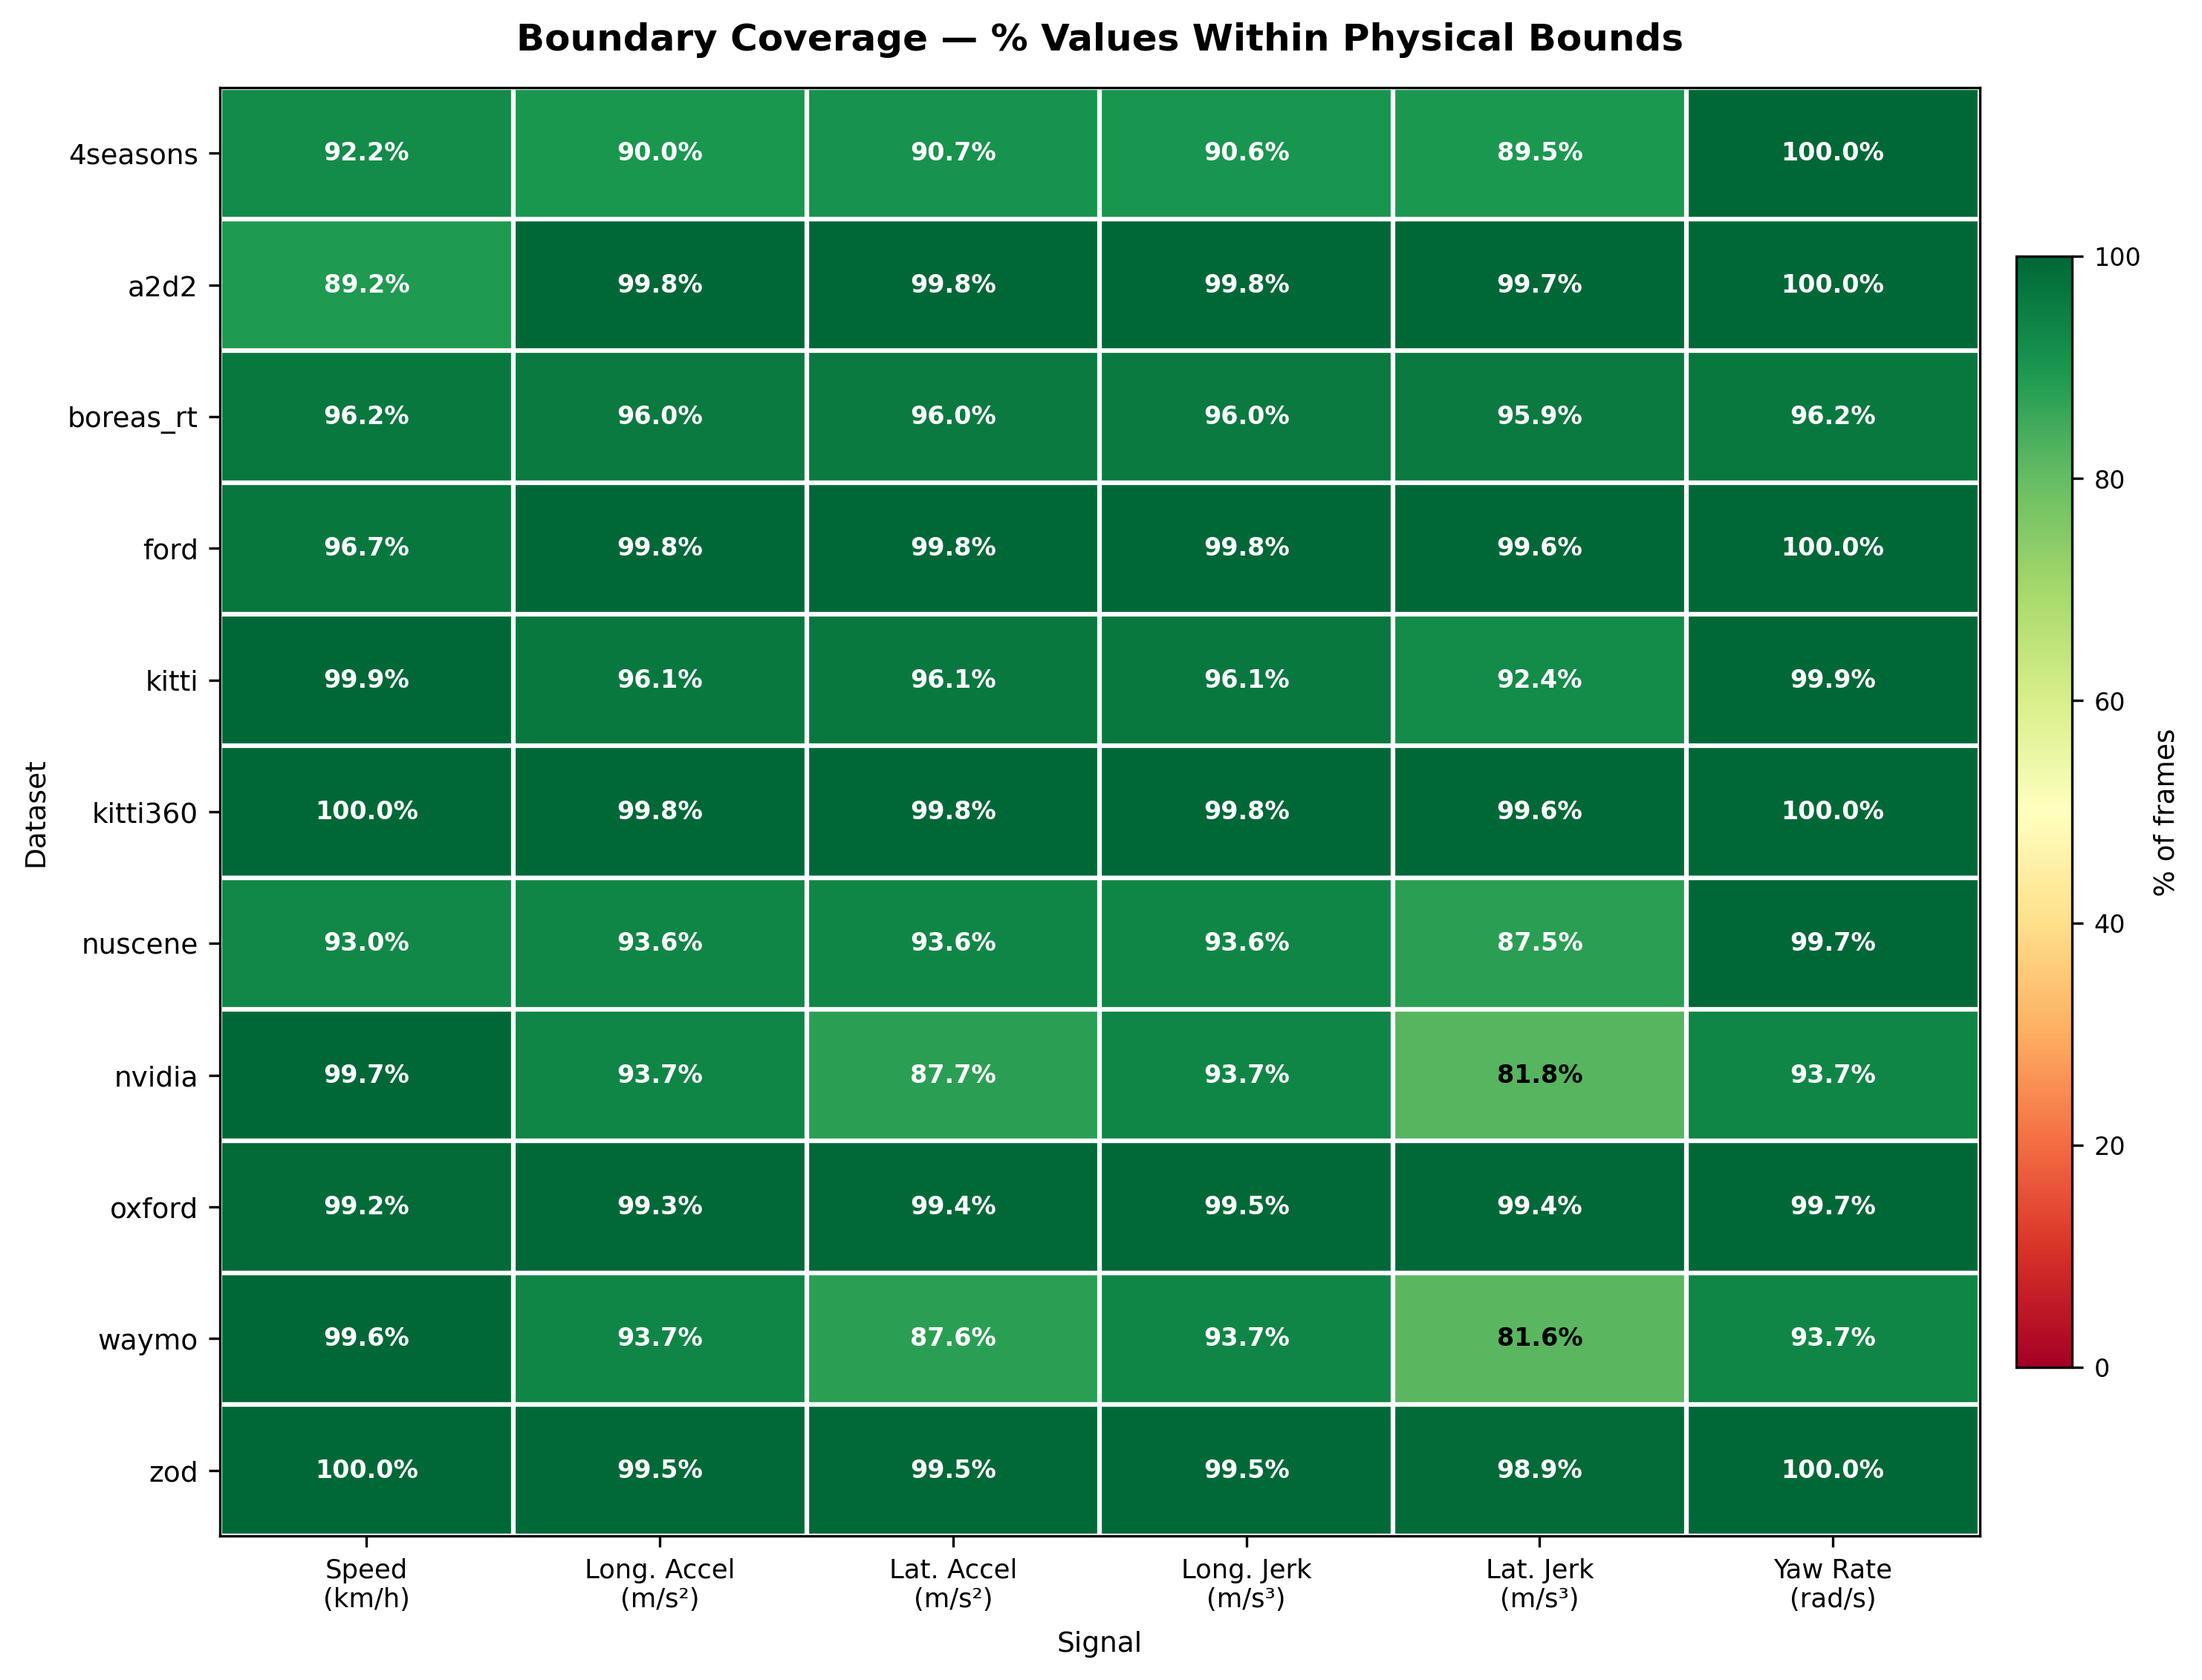 Boundary Coverage — % Values Within Physical Bounds
4seasons 92.2% 90.0% 90.7% 90.6% 89.5% 100.0%
a2d2 89.2% 99.8% 99.8% 99.8% 99.7% 100.0%
boreas_rt 96.2% 96.0% 96.0% 96.0% 95.9% 96.2%
ford 96.7% 99.8% 99.8% 99.8% 99.6% 100.0%
kitti 99.9% 96.1% 96.1% 96.1% 92.4% 99.9%
kitti360 100.0% 99.8% 99.8% 99.8% 99.6% 100.0%
nuscene 93.0% 93.6% 93.6% 93.6% 87.5% 99.7%
nvidia 99.7% 93.7% 87.7% 93.7% 81.8% 93.7%
oxford 99.2% 99.3% 99.4% 99.5% 99.4% 99.7%
waymo 99.6% 93.7% 87.6% 93.7% 81.6% 93.7%
zod 100.0% 99.5% 99.5% 99.5% 98.9% 100.0%
Speed Long. Accel Lat. Accel Long. Jerk Lat. Jerk Yaw Rate
(km/h) (m/s²) (m/s²) (m/s³) (m/s³) (rad/s)
Signal
Dataset
100
80
60
40
20
0
% of frames